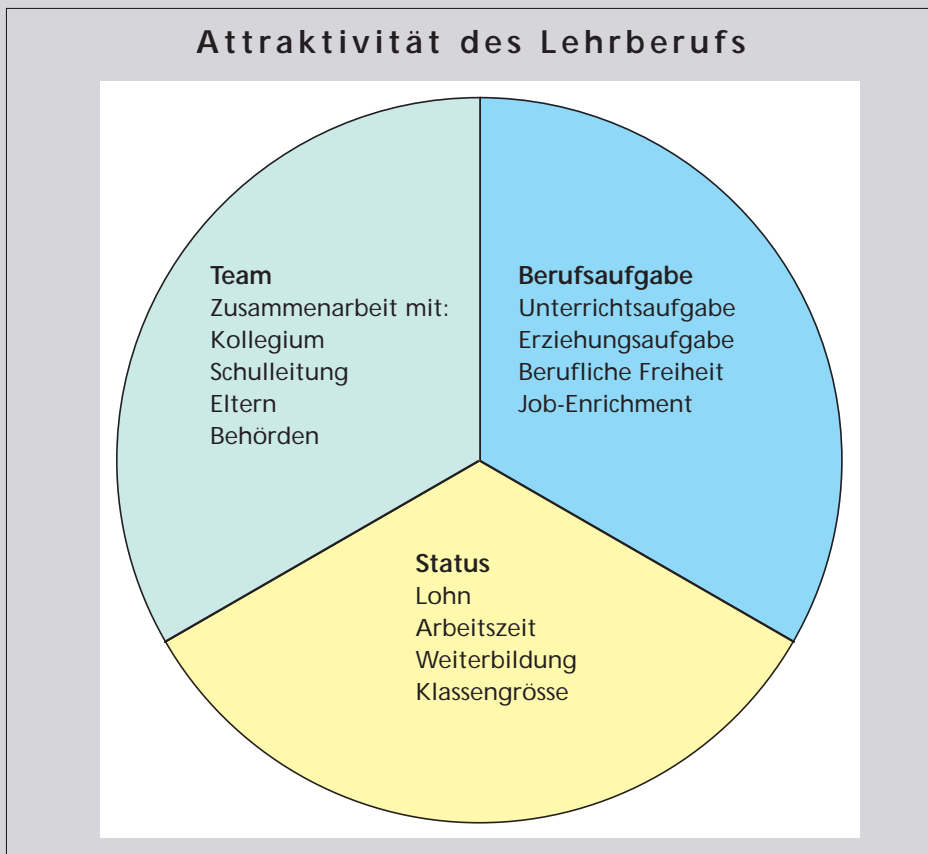 Attraktivität des Lehrberufs
Team
Zusammenarbeit mit:
Kollegium
Schulleitung
Eltern
Behörden
Berufsaufgabe
Unterrichtsaufgabe
Erziehungsaufgabe
Berufliche Freiheit
Job-Enrichment
Status
Lohn
Arbeitszeit
Weiterbildung
Klassengrösse